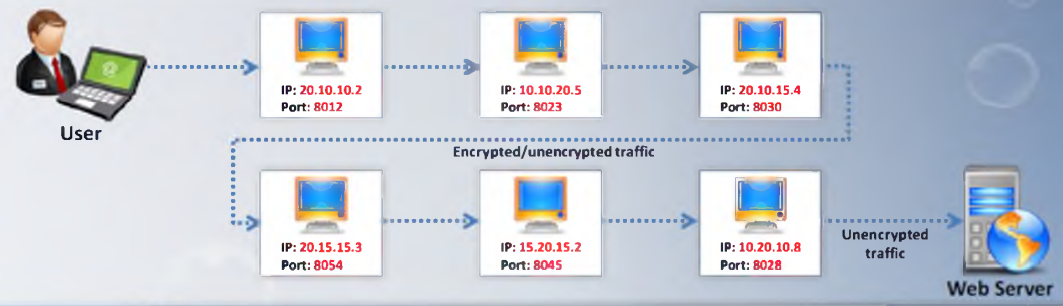 IP: 20.10.10.2
Port: 8012
IP: 10.10.20.5
Port: 8023
IP: 20.10.15.4
Port: 8030
User
Encrypted/unencrypted traffic
IP: 20.15.15.3
Port: 8054
IP: 15.20.15.2
Port: 8045
IP: 10.20.10.8
Port: 8028
Unencrypted
traffic
Web Server